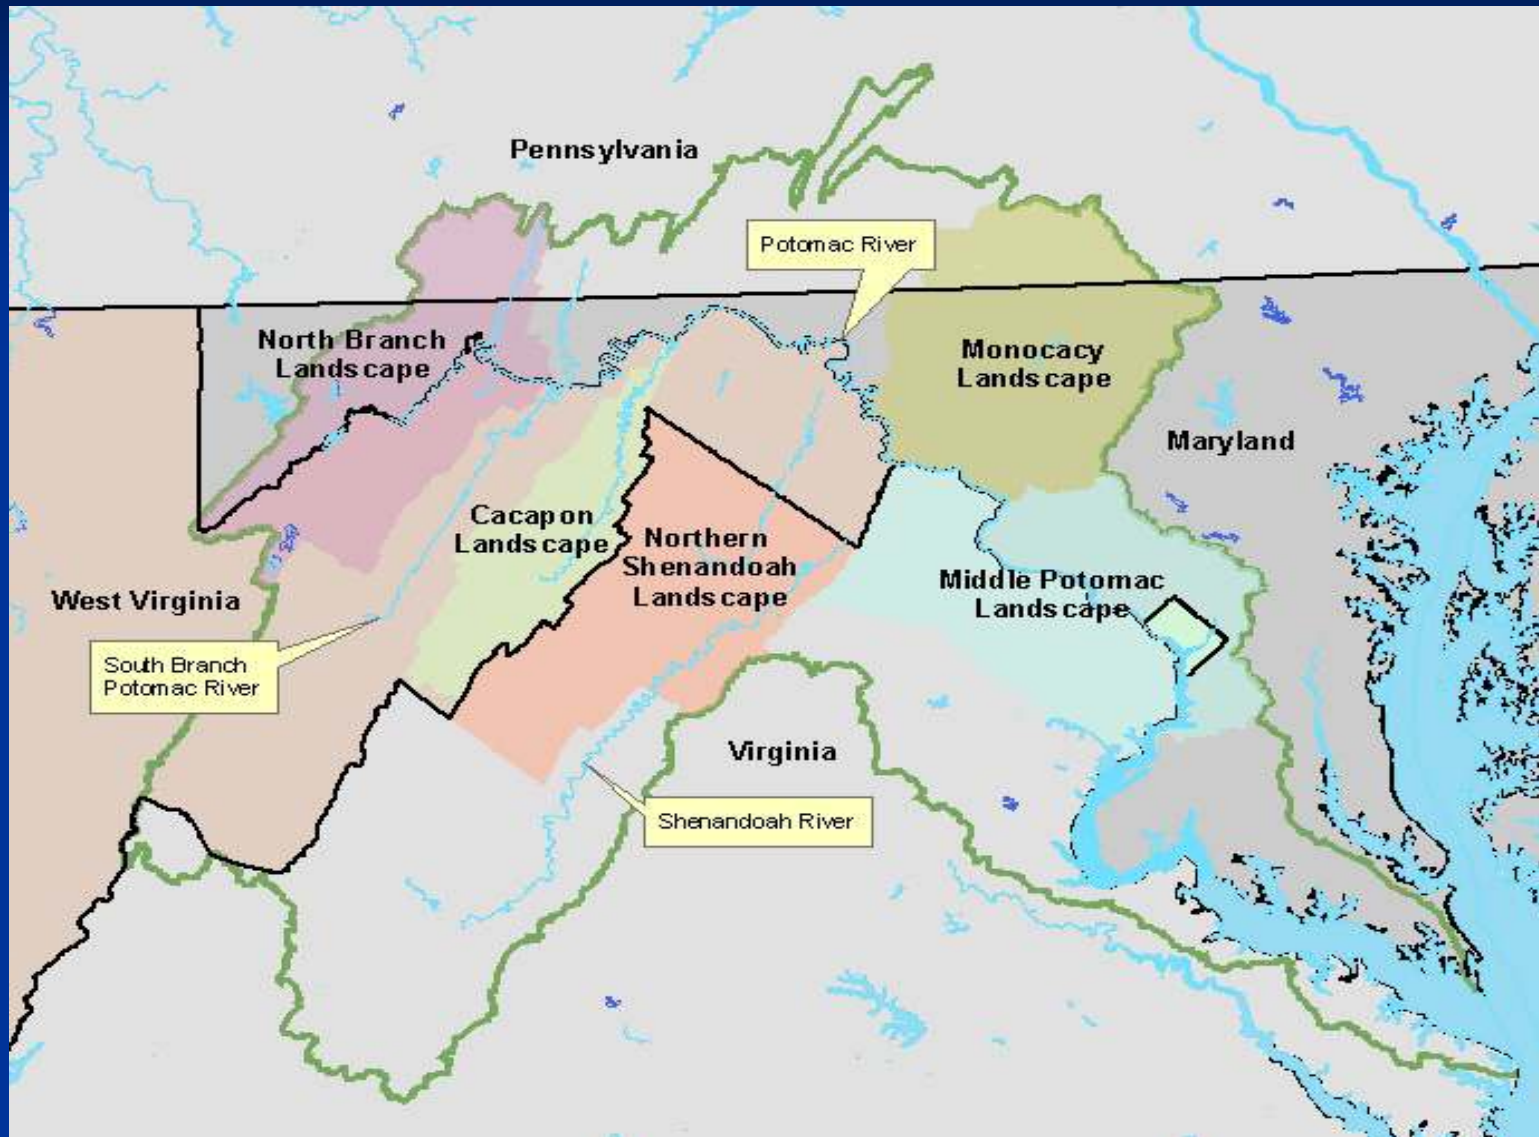 Pennsylvania
Potomac River
North Branch
Landscape
Monocacy
Landscape
Maryland
Cacapon
Landscape
Northern
Shenandoah
Landscape
Middle Potomac
Landscape
West Virginia
South Branch
Potomac River
Virginia
Shenandoah River